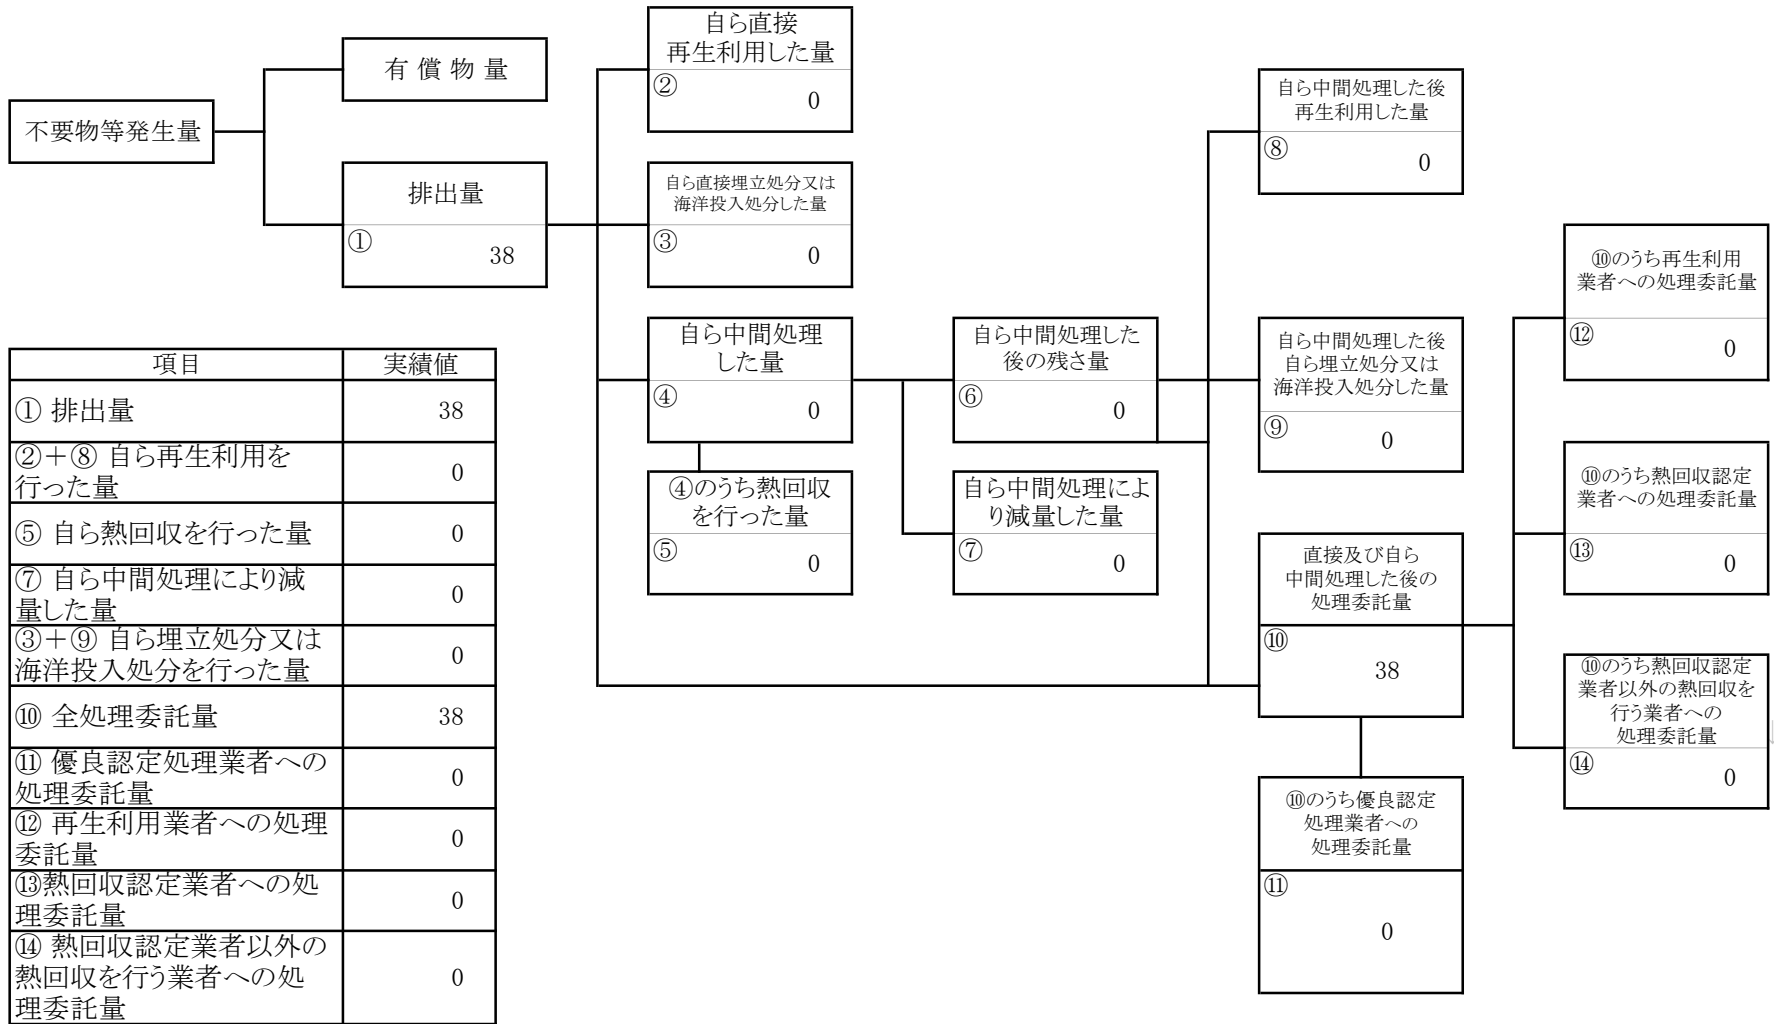 不要物等発生量
有 償 物 量
排出量
①
38
自ら直接
再生利用した量
②
0
自ら直接埋立処分又は
海洋投入処分した量
③
0
自ら中間処理
した量
④
0
④のうち熱回収
を行った量
⑤
0
自ら中間処理した
後の残さ量
⑥
0
自ら中間処理によ
り減量した量
⑦
0
自ら中間処理した後
再生利用した量
⑧
0
自ら中間処理した後
自ら埋立処分又は
海洋投入処分した量
⑨
0
直接及び自ら
中間処理した後の
処理委託量
⑩
38
⑩のうち優良認定
処理業者への
処理委託量
⑪
0
⑩のうち再生利用
業者への処理委託量
⑫
0
⑩のうち熱回収認定
業者への処理委託量
⑬
0
⑩のうち熱回収認定
業者以外の熱回収を
行う業者への
処理委託量
⑭
0
項目 実績値
① 排出量 38
②＋⑧ 自ら再生利用を
行った量 0
⑤ 自ら熱回収を行った量 0
⑦ 自ら中間処理により減
量した量 0
③＋⑨ 自ら埋立処分又は
海洋投入処分を行った量 0
⑩ 全処理委託量 38
⑪ 優良認定処理業者への
処理委託量 0
⑫ 再生利用業者への処理
委託量 0
⑬熱回収認定業者への処
理委託量 0
⑭ 熱回収認定業者以外の
熱回収を行う業者への処
理委託量 0